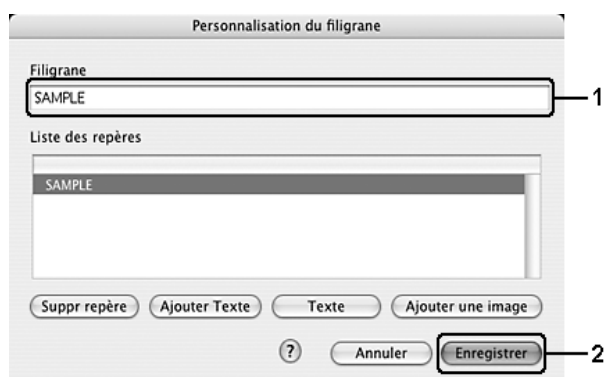 Personnalisation du filigrane
Filigrane
SAMPLE
1
Liste des repères
SAMPLE
Suppr repère Ajouter Texte Texte Ajouter une image
? Annuler Enregistrer 2